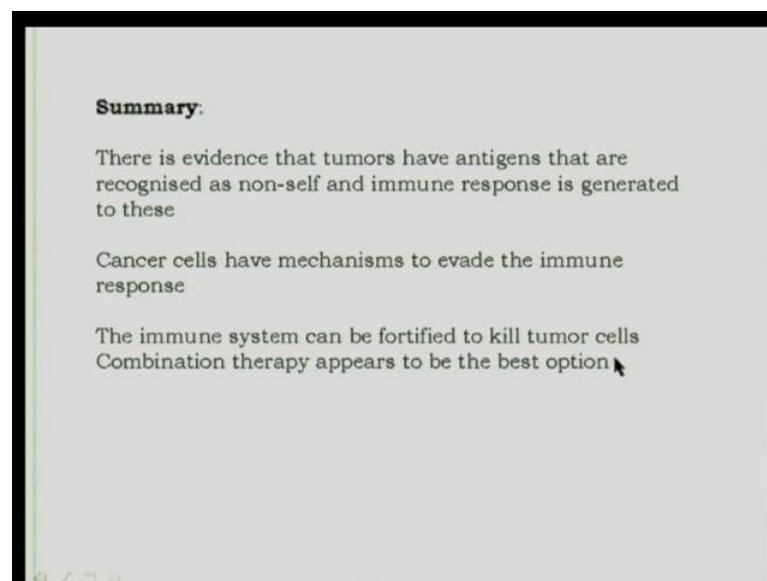 Summary:
There is evidence that tumors have antigens that are
recognised as non-self and immune response is generated
to these
Cancer cells have mechanisms to evade the immune
response
The immune system can be fortified to kill tumor cells
Combination therapy appears to be the best option